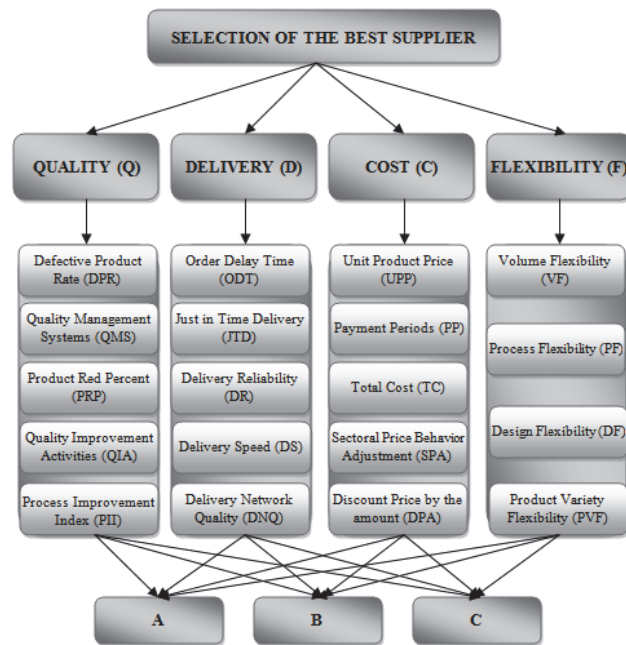 SELECTION OF THE BEST SUPPLIER
QUALITY (Q)
DELIVERY (D)
COST (C)
FLEXIBILITY (F)
Defective Product
Rate (DPR)
Quality Management
Systems (QMS)
Product Red Percent
(PRP)
Quality Improvement
Activities (QIA)
Process Improvement
Index (PII)
Order Delay Time
(ODT)
Just in Time Delivery
(JTD)
Delivery Reliability
(DR)
Delivery Speed (DS)
Delivery Network
Quality (DNQ)
Unit Product Price
(UPP)
Payment Periods (PP)
Total Cost (TC)
Sectoral Price Behavior
Adjustment (SPA)
Discount Price by the
amount (DPA)
Volume Flexibility
(VF)
Process Flexibility (PF)
Design Flexibility (DF)
Product Variety
Flexibility (PVF)
A
B
C